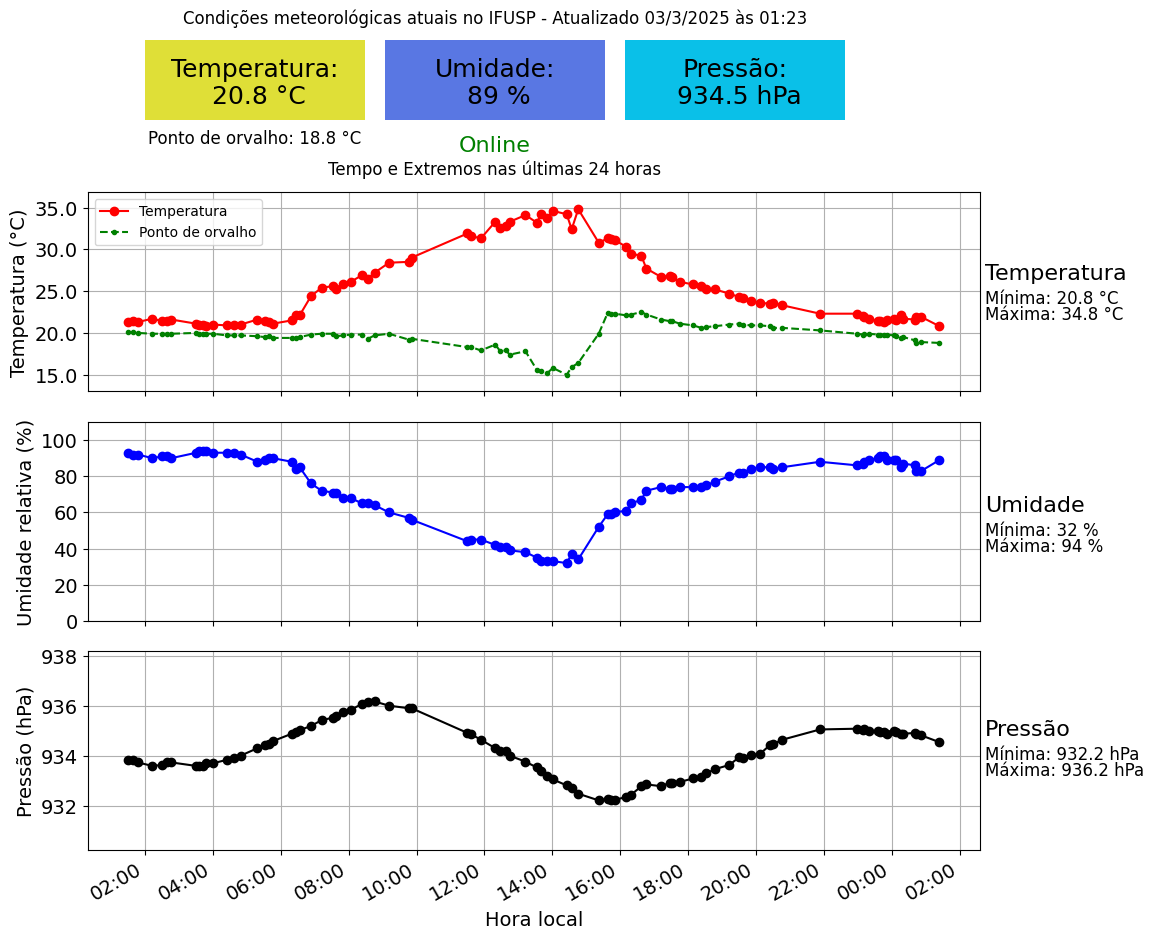 Condições meteorológicas atuais no IFUSP - Atualizado 03/3/2025 às 01:23
Temperatura:
20.8 °C
Umidade:
89 %
Pressão:
934.5 hPa
Ponto de orvalho: 18.8 °C
Online
Tempo e Extremos nas últimas 24 horas
Temperatura (°C)
35.0
30.0
25.0
20.0
15.0
Temperatura
Ponto de orvalho
Temperatura
Mínima: 20.8 °C
Máxima: 34.8 °C
Umidade relativa (%)
100
80
60
40
20
0
Umidade
Mínima: 32 %
Máxima: 94 %
Pressão (hPa)
938
936
934
932
Pressão
Mínima: 932.2 hPa
Máxima: 936.2 hPa
02:00 04:00 06:00 08:00 10:00 12:00 14:00 16:00 18:00 20:00 22:00 00:00 02:00
Hora local